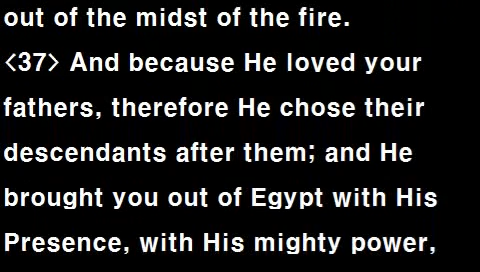 out of the midst of the fire.
<37> And because He loved your
fathers, therefore He chose their
descendants after them; and He
brought you out of Egypt with His
Presence, with His mighty power,